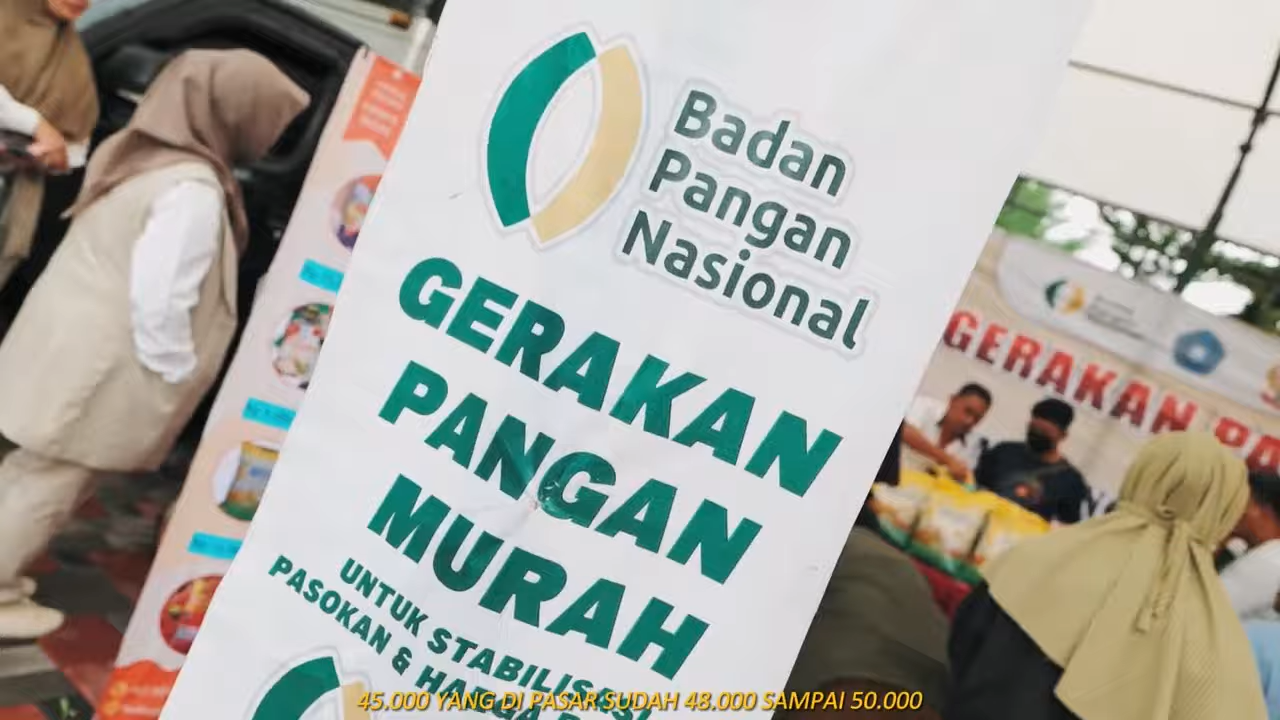 Badan
Pangan
Nasional
GERAKAN
PANGAN
MURAH
UNTUK STABILISASI
PASOKAN & HARGA
GERAKAN
45.000 YANG DI PASAR SUDAH 48.000 SAMPAI 50.000